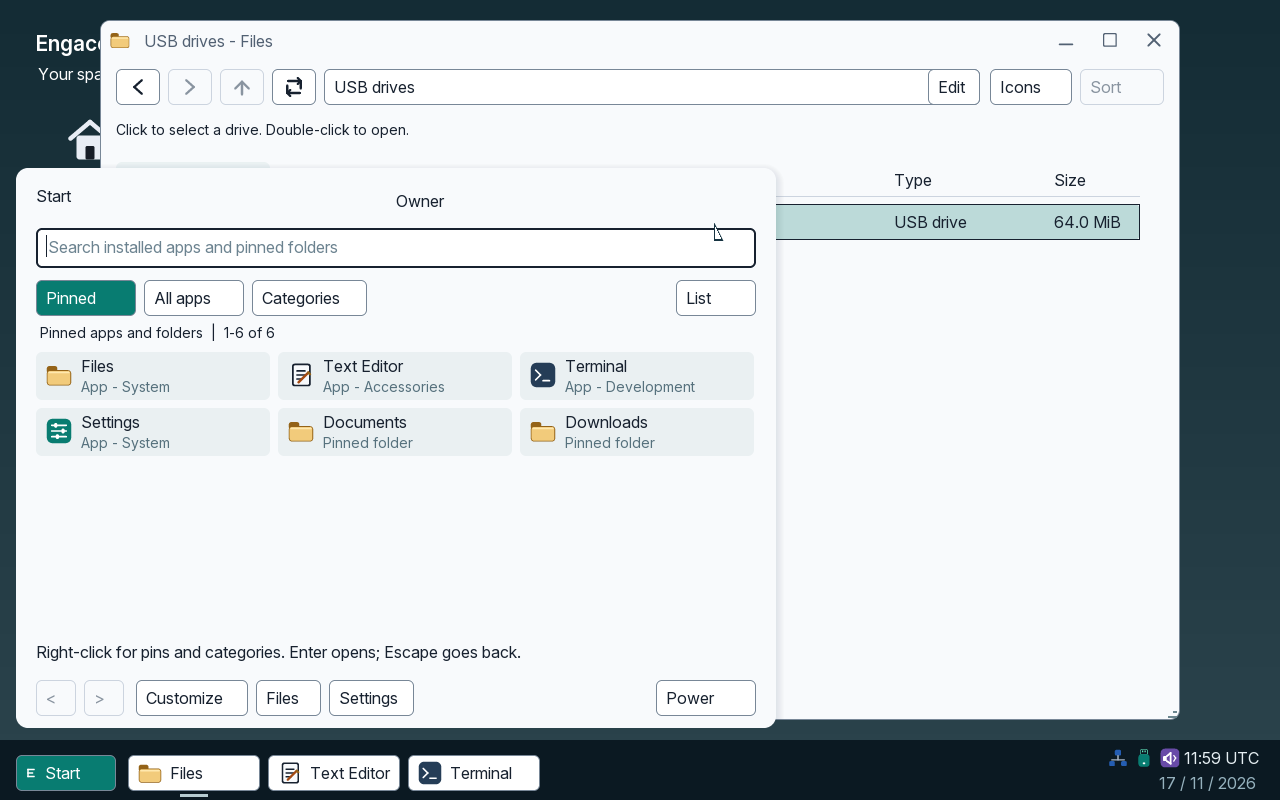 Engac
USB drives - Files
Your spa
USB drives
Edit
Icons
Sort
Click to select a drive. Double-click to open.
Type
Size
USB drive
64.0 MiB
Start
Owner
Search installed apps and pinned folders
Pinned
All apps
Categories
List
Pinned apps and folders | 1-6 of 6
Files
App - System
Text Editor
App - Accessories
Terminal
App - Development
Settings
App - System
Documents
Pinned folder
Downloads
Pinned folder
Right-click for pins and categories. Enter opens; Escape goes back.
<
>
Customize
Files
Settings
Power
E Start
Files
Text Editor
Terminal
11:59 UTC
17 / 11 / 2026